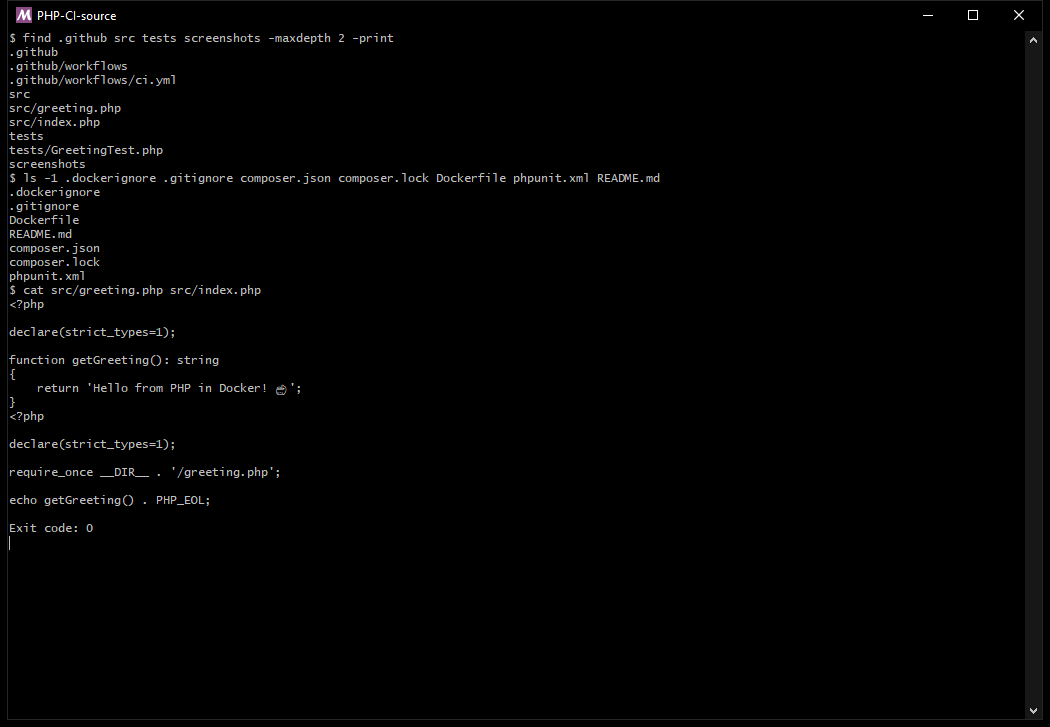 PHP-CI-source
$ find .github src tests screenshots -maxdepth 2 -print
.github
.github/workflows
.github/workflows/ci.yml
src
src/greeting.php
src/index.php
tests
tests/GreetingTest.php
screenshots
$ ls -1 .dockerignore .gitignore composer.json composer.lock Dockerfile phpunit.xml README.md
.dockerignore
.gitignore
Dockerfile
README.md
composer.json
composer.lock
phpunit.xml
$ cat src/greeting.php src/index.php
<?php
declare(strict_types=1);
function getGreeting(): string
{
    return 'Hello from PHP in Docker! ';
}
<?php
declare(strict_types=1);
require_once __DIR__ . '/greeting.php';
echo getGreeting() . PHP_EOL;
Exit code: 0